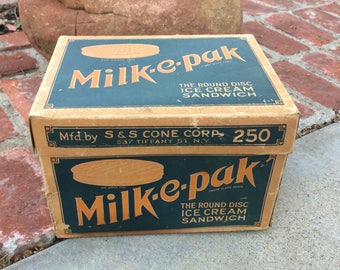 Milk-e-pak
THE ROUND DISC
ICE CREAM
SANDWICH
Mfd. by S & S CONE CORP. 250
537 TIFFANY ST. N.Y.
Milk-e-pak
THE ROUND DISC
ICE CREAM
SANDWICH